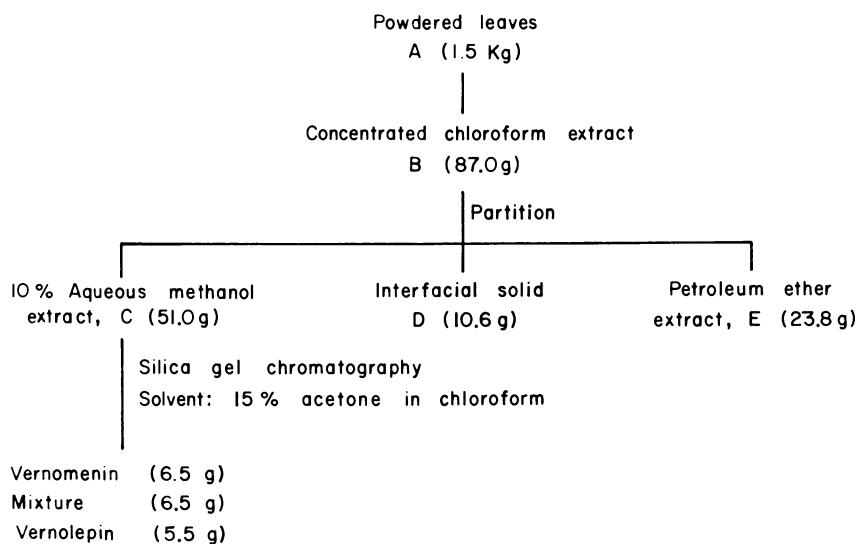 Powdered leaves
A (1.5 Kg)
Concentrated chloroform extract
B (87.0g)
Partition
10% Aqueous methanol
extract, C (51.0g)
Interfacial solid
D (10.6g)
Petroleum ether
extract, E (23.8g)
Silica gel chromatography
Solvent: 15% acetone in chloroform
Vernomenin (6.5 g)
Mixture (6.5 g)
Vernolepin (5.5 g)